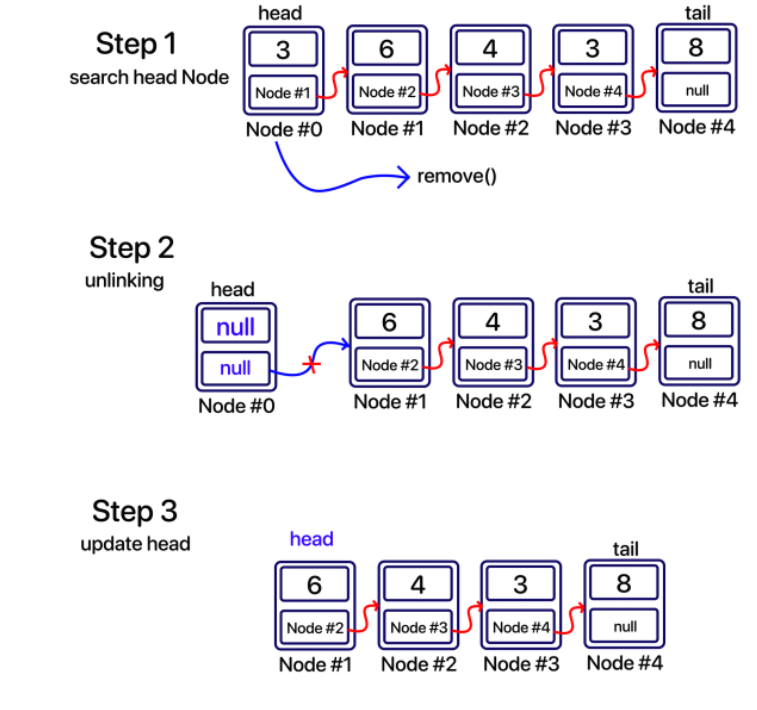 head tail
Step 1
search head Node
3 6 4 3 8
Node #1 Node #2 Node #3 Node #4 null
Node #0 Node #1 Node #2 Node #3 Node #4
remove()
Step 2
unlinking
head tail
null 6 4 3 8
null Node #2 Node #3 Node #4 null
Node #0 Node #1 Node #2 Node #3 Node #4
Step 3
update head
head tail
6 4 3 8
Node #2 Node #3 Node #4 null
Node #1 Node #2 Node #3 Node #4